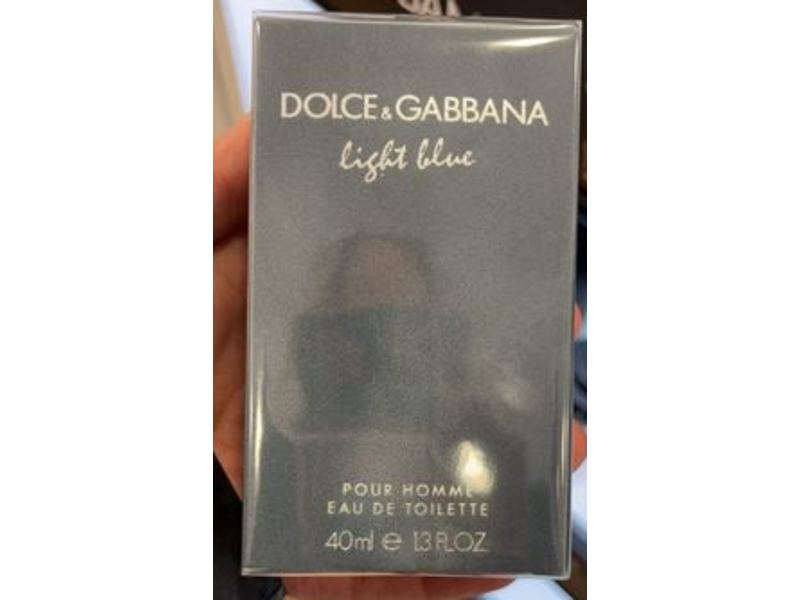 DOLCE & GABBANA
light blue
POUR HOMME
EAU DE TOILETTE
40ml e 1.3 FL.OZ.